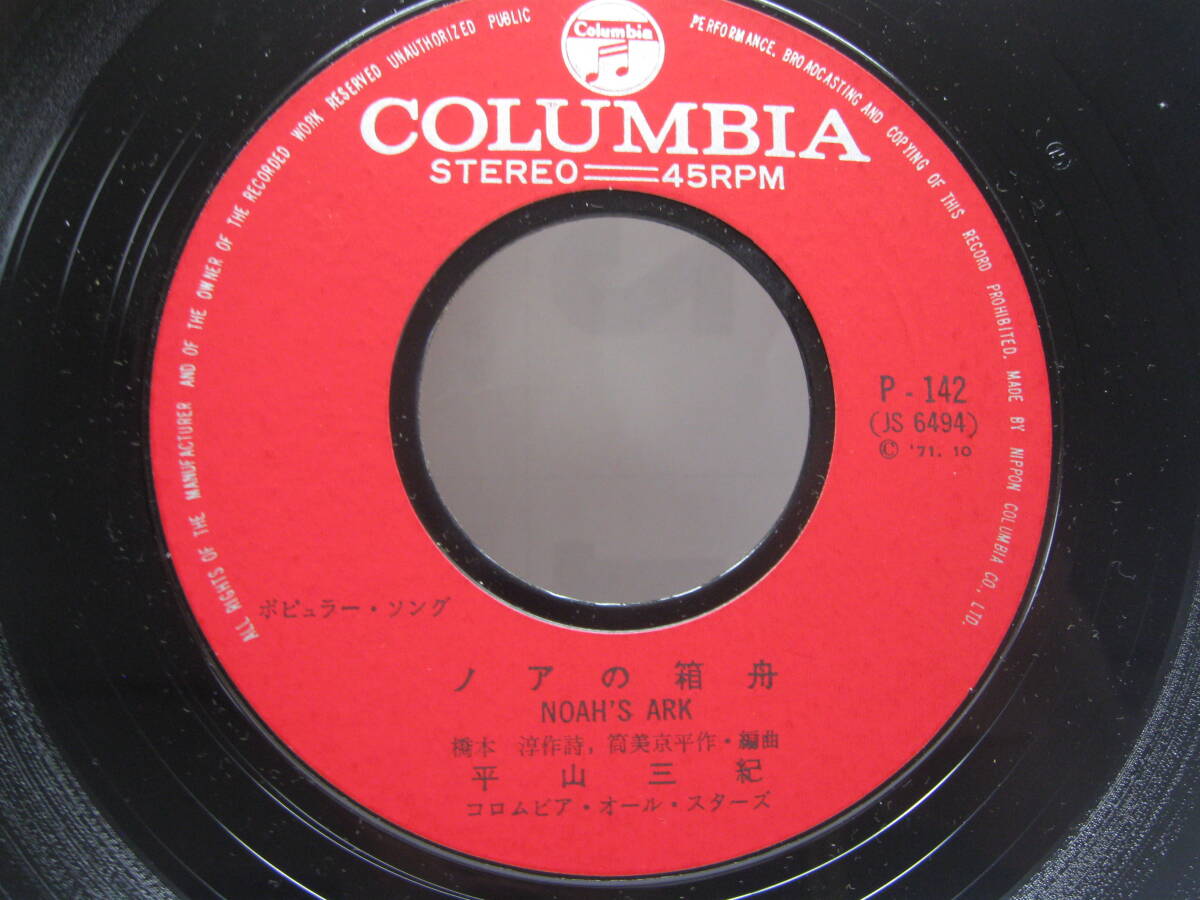 Columbia
COLUMBIA
STEREO 45RPM
P - 142
(JS 6494)
© '71. 10
ポピュラー・ソング
ノアの箱舟
NOAH'S ARK
橋本 淳作詩, 筒美京平作・編曲
平山三紀
コロムビア・オール・スターズ
ALL RIGHTS OF THE MANUFACTURER AND OF THE OWNER OF THE RECORDED WORK RESERVED UNAUTHORIZED PUBLIC PERFORMANCE, BROADCASTING AND COPYING OF THIS RECORD PROHIBITED. MADE BY NIPPON COLUMBIA CO., LTD.